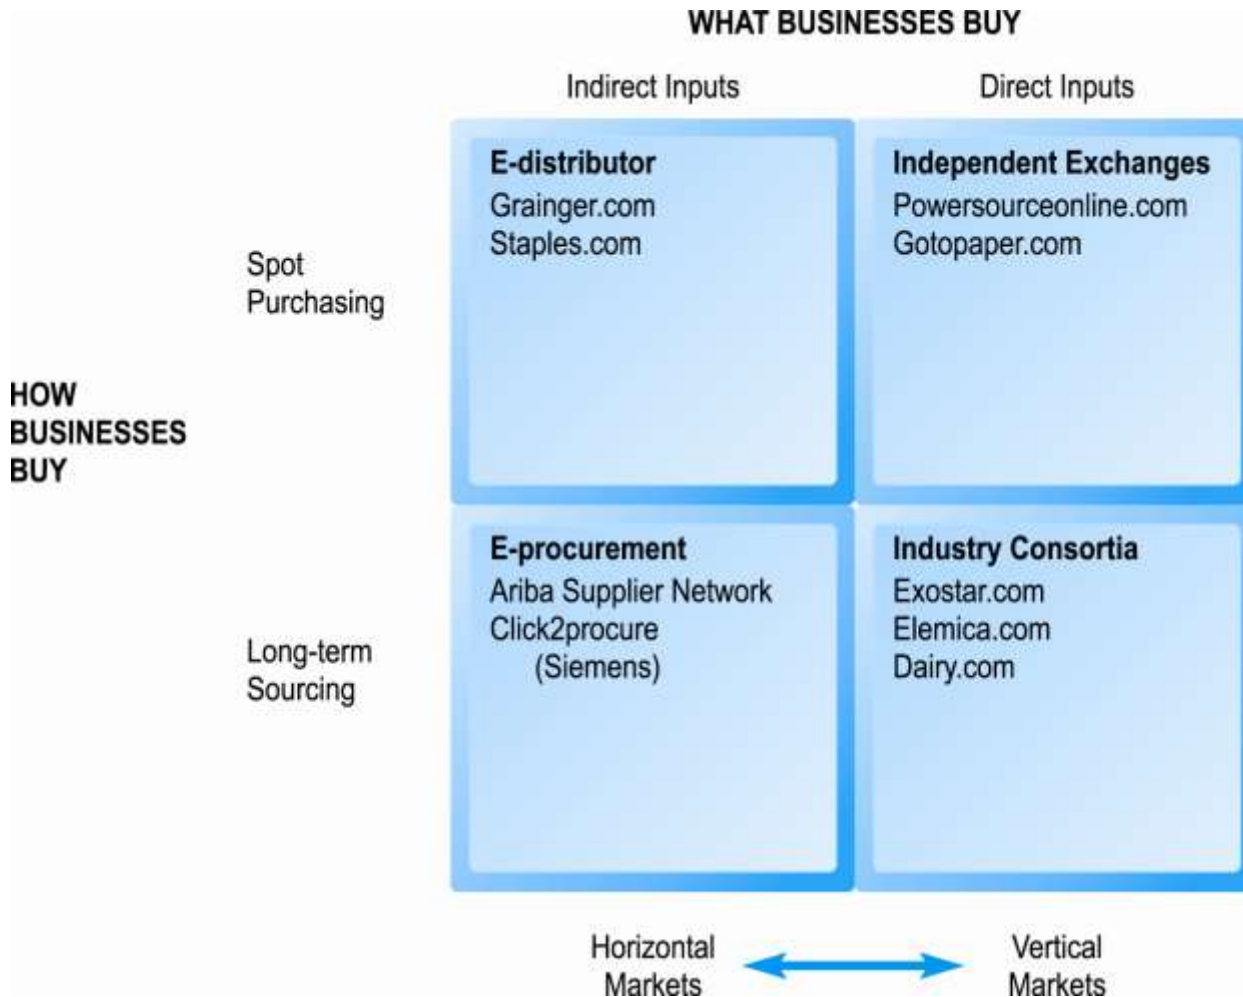 WHAT BUSINESSES BUY
Indirect Inputs
Direct Inputs
E-distributor
Grainger.com
Staples.com
Independent Exchanges
Powersourceonline.com
Gotopaper.com
Spot
Purchasing
HOW
BUSINESSES
BUY
E-procurement
Ariba Supplier Network
Click2procure
(Siemens)
Industry Consortia
Exostar.com
Elemica.com
Dairy.com
Long-term
Sourcing
Horizontal
Markets
Vertical
Markets